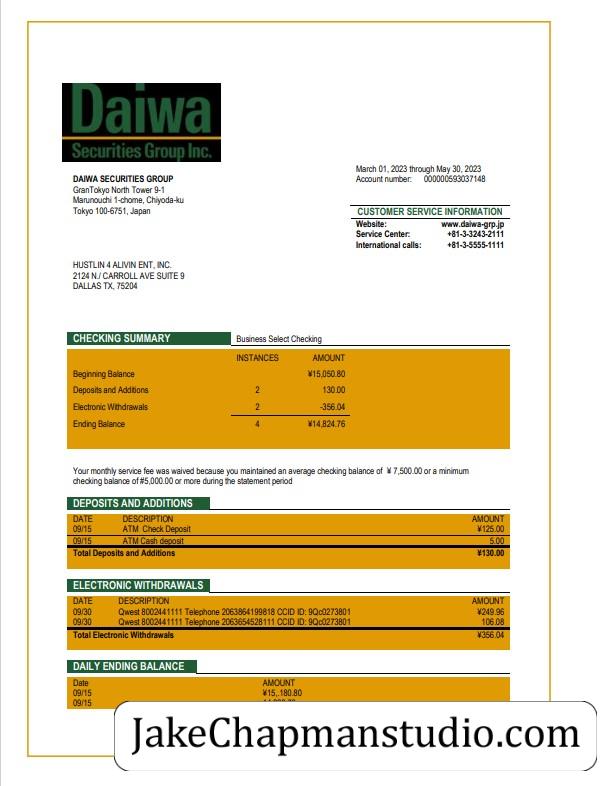 Daiwa
Securities Group Inc.
DAIWA SECURITIES GROUP
GranTokyo North Tower 9-1
Marunouchi 1-chome, Chiyoda-ku
Tokyo 100-6751, Japan
March 01, 2023 through May 30, 2023
Account number: 000000593037148
CUSTOMER SERVICE INFORMATION
Website: www.daiwa-grp.jp
Service Center: +81-3-3243-2111
International calls: +81-3-5555-1111
HUSTLIN 4 ALIVIN ENT, INC.
2124 N./ CARROLL AVE SUITE 9
DALLAS TX, 75204
CHECKING SUMMARY Business Select Checking
INSTANCES AMOUNT
Beginning Balance ¥15,050.80
Deposits and Additions 2 130.00
Electronic Withdrawals 2 -356.04
Ending Balance 4 ¥14,824.76
Your monthly service fee was waived because you maintained an average checking balance of ¥ 7,500.00 or a minimum
checking balance of #5,000.00 or more during the statement period
DEPOSITS AND ADDITIONS
DATE DESCRIPTION AMOUNT
09/15 ATM Check Deposit ¥125.00
09/15 ATM Cash deposit 5.00
Total Deposits and Additions ¥130.00
ELECTRONIC WITHDRAWALS
DATE DESCRIPTION AMOUNT
09/30 Qwest 8002441111 Telephone 2063864199818 CCID ID: 9Qc0273801 ¥249.96
09/30 Qwest 8002441111 Telephone 2063654528111 CCID ID: 9Qc0273801 106.08
Total Electronic Withdrawals ¥356.04
DAILY ENDING BALANCE
Date AMOUNT
09/15 ¥15,.180.80
09/15
JakeChapmanstudio.com